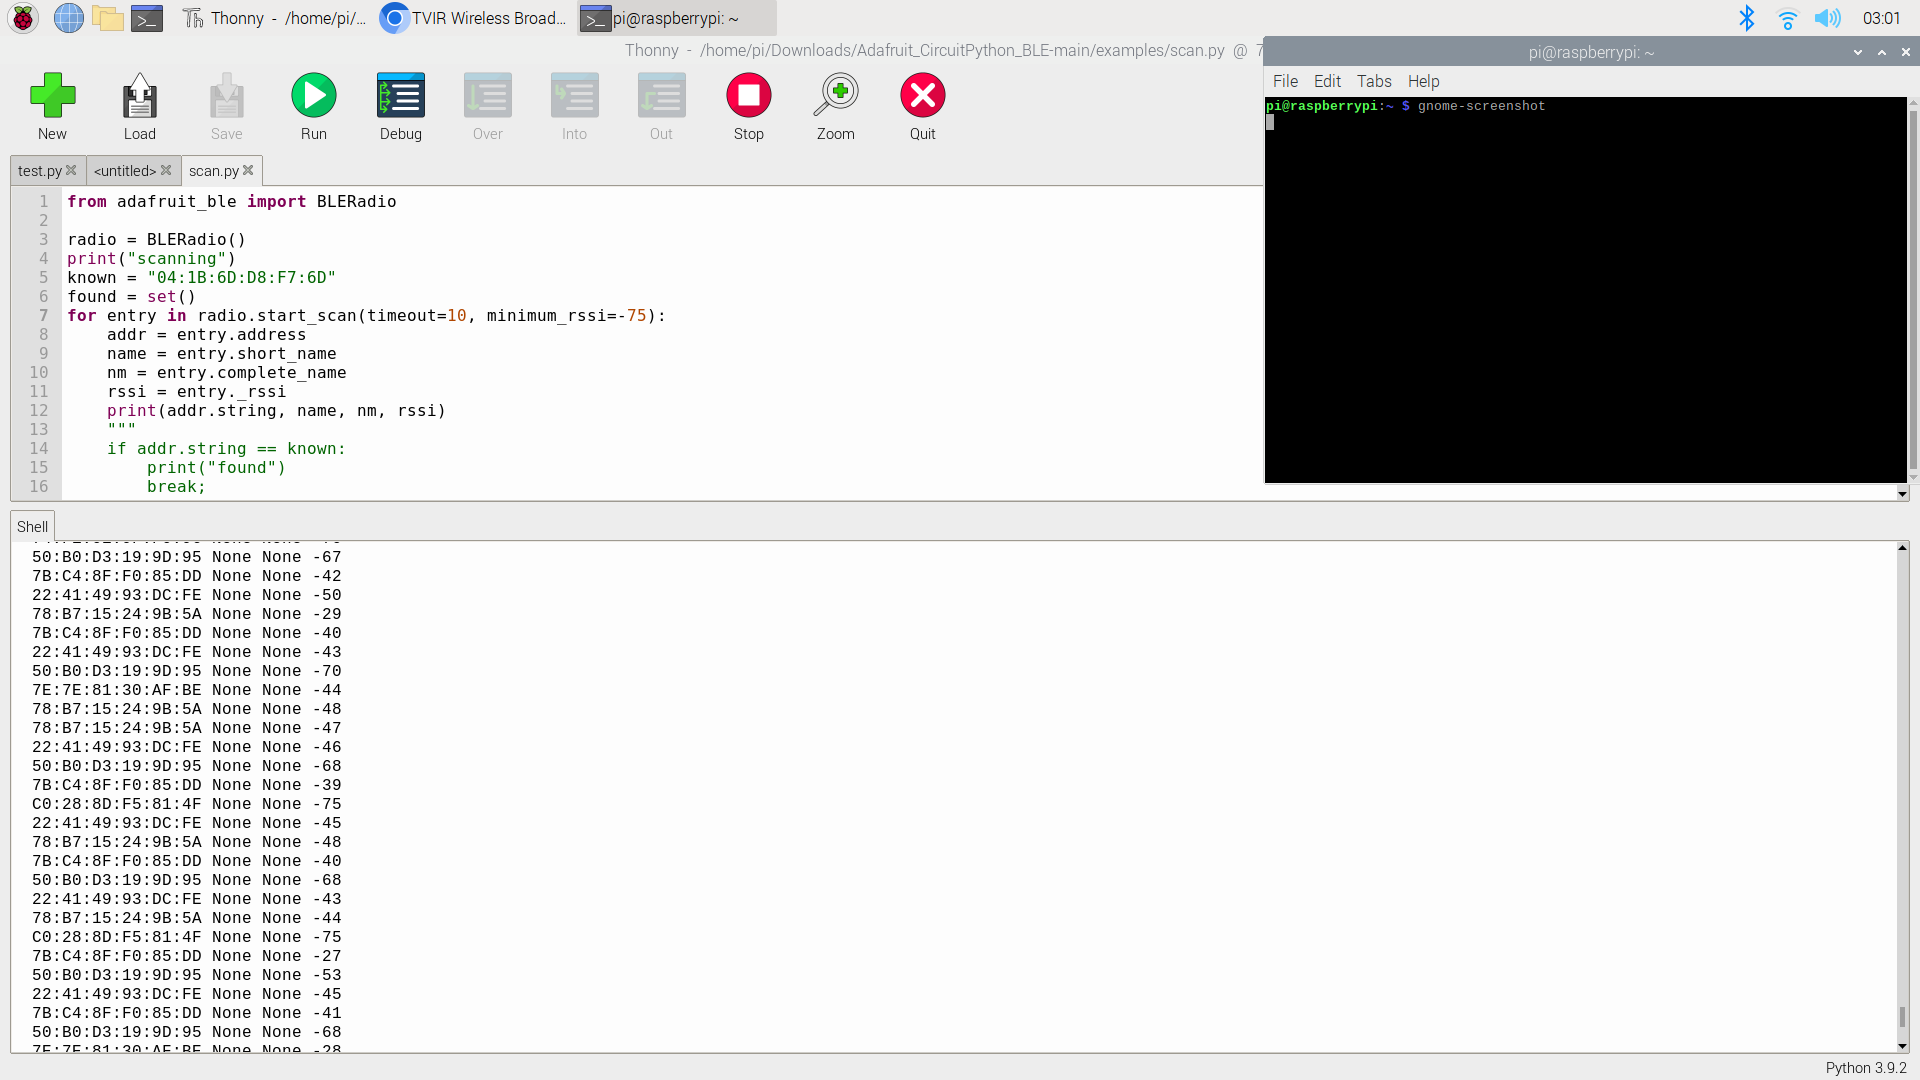 Thonny - /home/pi/...
TVIR Wireless Broad...
pi@raspberrypi: ~
03:01
Thonny - /home/pi/Downloads/Adafruit_CircuitPython_BLE-main/examples/scan.py @ 7
pi@raspberrypi: ~
New Load Save Run Debug Over Into Out Stop Zoom Quit
File Edit Tabs Help
pi@raspberrypi:~ $ gnome-screenshot
test.py <untitled> scan.py
1 from adafruit_ble import BLERadio
2
3 radio = BLERadio()
4 print("scanning")
5 known = "04:1B:6D:D8:F7:6D"
6 found = set()
7 for entry in radio.start_scan(timeout=10, minimum_rssi=-75):
8 addr = entry.address
9 name = entry.short_name
10 nm = entry.complete_name
11 rssi = entry._rssi
12 print(addr.string, name, nm, rssi)
13 """
14 if addr.string == known:
15 print("found")
16 break;
Shell
50:B0:D3:19:9D:95 None None -67
7B:C4:8F:F0:85:DD None None -42
22:41:49:93:DC:FE None None -50
78:B7:15:24:9B:5A None None -29
7B:C4:8F:F0:85:DD None None -40
22:41:49:93:DC:FE None None -43
50:B0:D3:19:9D:95 None None -70
7E:7E:81:30:AF:BE None None -44
78:B7:15:24:9B:5A None None -48
78:B7:15:24:9B:5A None None -47
22:41:49:93:DC:FE None None -46
50:B0:D3:19:9D:95 None None -68
7B:C4:8F:F0:85:DD None None -39
C0:28:8D:F5:81:4F None None -75
22:41:49:93:DC:FE None None -45
78:B7:15:24:9B:5A None None -48
7B:C4:8F:F0:85:DD None None -40
50:B0:D3:19:9D:95 None None -68
22:41:49:93:DC:FE None None -43
78:B7:15:24:9B:5A None None -44
C0:28:8D:F5:81:4F None None -75
7B:C4:8F:F0:85:DD None None -27
50:B0:D3:19:9D:95 None None -53
22:41:49:93:DC:FE None None -45
7B:C4:8F:F0:85:DD None None -41
50:B0:D3:19:9D:95 None None -68
7E:7E:81:30:AF:BE None None -28
Python 3.9.2